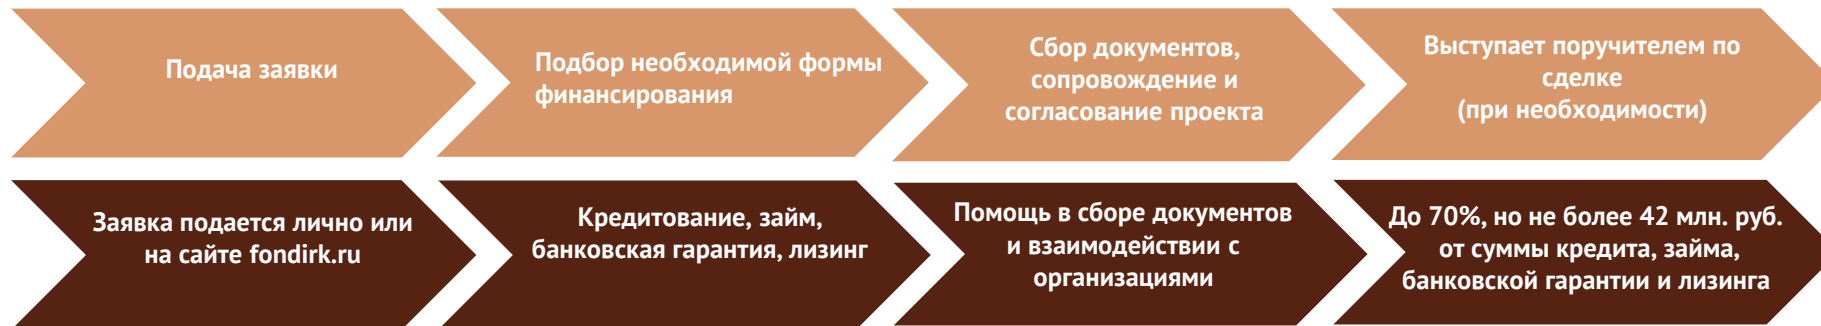 Подача заявки
Подбор необходимой формы
финансирования
Сбор документов,
сопровождение и
согласование проекта
Выступает поручителем по
сделке
(при необходимости)
Заявка подается лично или
на сайте fondirk.ru
Кредитование, займ,
банковская гарантия, лизинг
Помощь в сборе документов
и взаимодействии с
организациями
До 70%, но не более 42 млн. руб.
от суммы кредита, займа,
банковской гарантии и лизинга